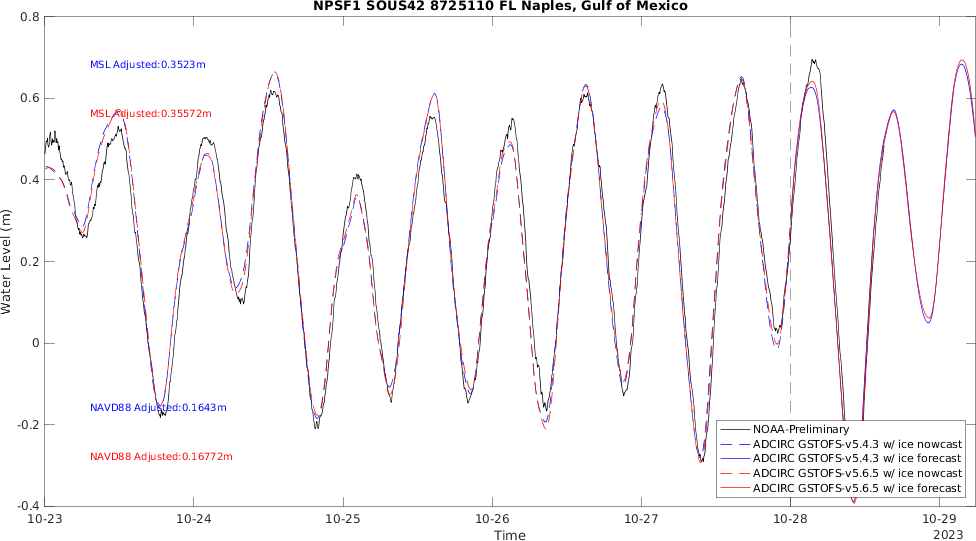 NPSF1 SOUS42 8725110 FL Naples, Gulf of Mexico
0.8
0.6
0.4
0.2
0
-0.2
-0.4
Water Level (m)
MSL Adjusted:0.3523m
MSL Adjusted:0.35572m
NAVD88 Adjusted:0.1643m
NAVD88 Adjusted:0.16772m
NOAA-Preliminary
ADCIRC GSTOFS-v5.4.3 w/ ice nowcast
ADCIRC GSTOFS-v5.4.3 w/ ice forecast
ADCIRC GSTOFS-v5.6.5 w/ ice nowcast
ADCIRC GSTOFS-v5.6.5 w/ ice forecast
10-23 10-24 10-25 10-26 10-27 10-28 10-29
Time
2023